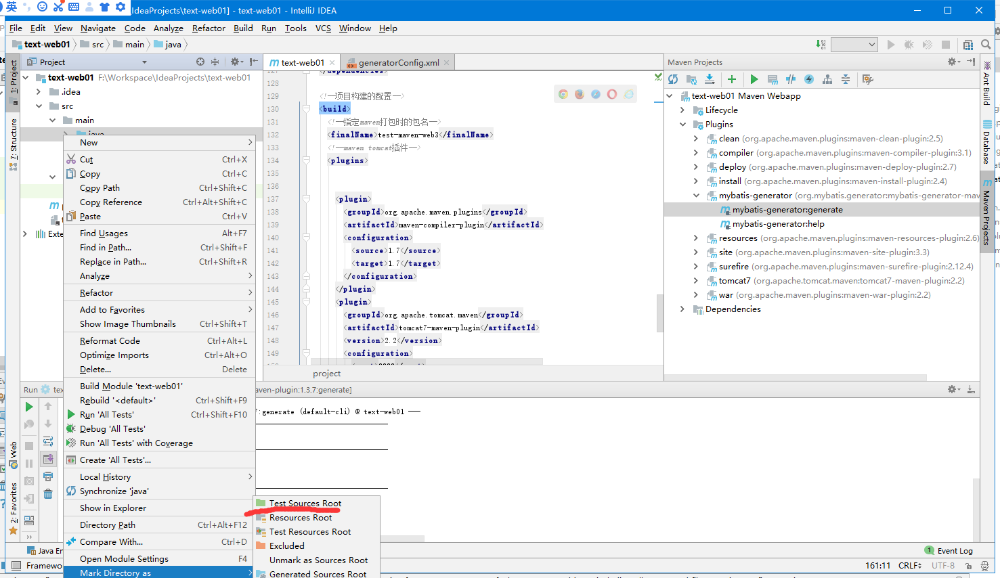 英
IdeaProjects\text-web01] - text-web01 - IntelliJ IDEA
File Edit View Navigate Code Analyze Refactor Build Run Tools VCS Window Help
text-web01 src main java
Project
text-web01 generatorConfig.xml
Maven Projects
1: Project
7: Structure
Web
2: Favorites
text-web01 F:\Workspace\IdeaProjects\text-web01
.idea
src
main
java
New
Cut Ctrl+X
Copy Ctrl+C
Copy Path Ctrl+Shift+C
Copy Reference Ctrl+Alt+Shift+C
Paste Ctrl+V
Find Usages Alt+F7
Find in Path... Ctrl+Shift+F
Replace in Path... Ctrl+Shift+R
Analyze
Refactor
Add to Favorites
Show Image Thumbnails Ctrl+Shift+T
Reformat Code Ctrl+Alt+L
Optimize Imports Ctrl+Alt+O
Delete... Delete
Build Module 'text-web01'
Rebuild '<default>' Ctrl+Shift+F9
Run 'All Tests' Ctrl+Shift+F10
Debug 'All Tests'
Run 'All Tests' with Coverage
Create 'All Tests'...
Local History
Synchronize 'java'
Show in Explorer
Directory Path Ctrl+Alt+F12
Compare With... Ctrl+D
Open Module Settings F4
Mark Directory as
Test Sources Root
Resources Root
Test Resources Root
Excluded
Unmark as Sources Root
Generated Sources Root
127 </dependencies>
128
129 <!--项目构建的配置-->
130 <build>
131 <!--指定maven打包时的包名-->
132 <finalName>test-maven-web3</finalName>
133 <!--maven tomcat插件-->
134 <plugins>
135
136
137 <plugin>
138 <groupId>org.apache.maven.plugins</groupId>
139 <artifactId>maven-compiler-plugin</artifactId>
140 <configuration>
141 <source>1.7</source>
142 <target>1.7</target>
143 </configuration>
144 </plugin>
145 <plugin>
146 <groupId>org.apache.tomcat.maven</groupId>
147 <artifactId>tomcat7-maven-plugin</artifactId>
148 <version>2.2</version>
149 <configuration>
project
text-web01 Maven Webapp
Lifecycle
Plugins
clean (org.apache.maven.plugins:maven-clean-plugin:2.5)
compiler (org.apache.maven.plugins:maven-compiler-plugin:3.1)
deploy (org.apache.maven.plugins:maven-deploy-plugin:2.7)
install (org.apache.maven.plugins:maven-install-plugin:2.4)
mybatis-generator (org.mybatis.generator:mybatis-generator-mav
mybatis-generator:generate
mybatis-generator:help
resources (org.apache.maven.plugins:maven-resources-plugin:2.6)
site (org.apache.maven.plugins:maven-site-plugin:3.3)
surefire (org.apache.maven.plugins:maven-surefire-plugin:2.12.4)
tomcat7 (org.apache.tomcat.maven:tomcat7-maven-plugin:2.2)
war (org.apache.maven.plugins:maven-war-plugin:2.2)
Dependencies
Ant Build
Database
Maven Projects
Exte
Run tex
aven-plugin:1.3.7:generate]
7:generate (default-cli) @ text-web01 ---
Java En
1 Event Log
Framewo
161:11 CRLF UTF-8